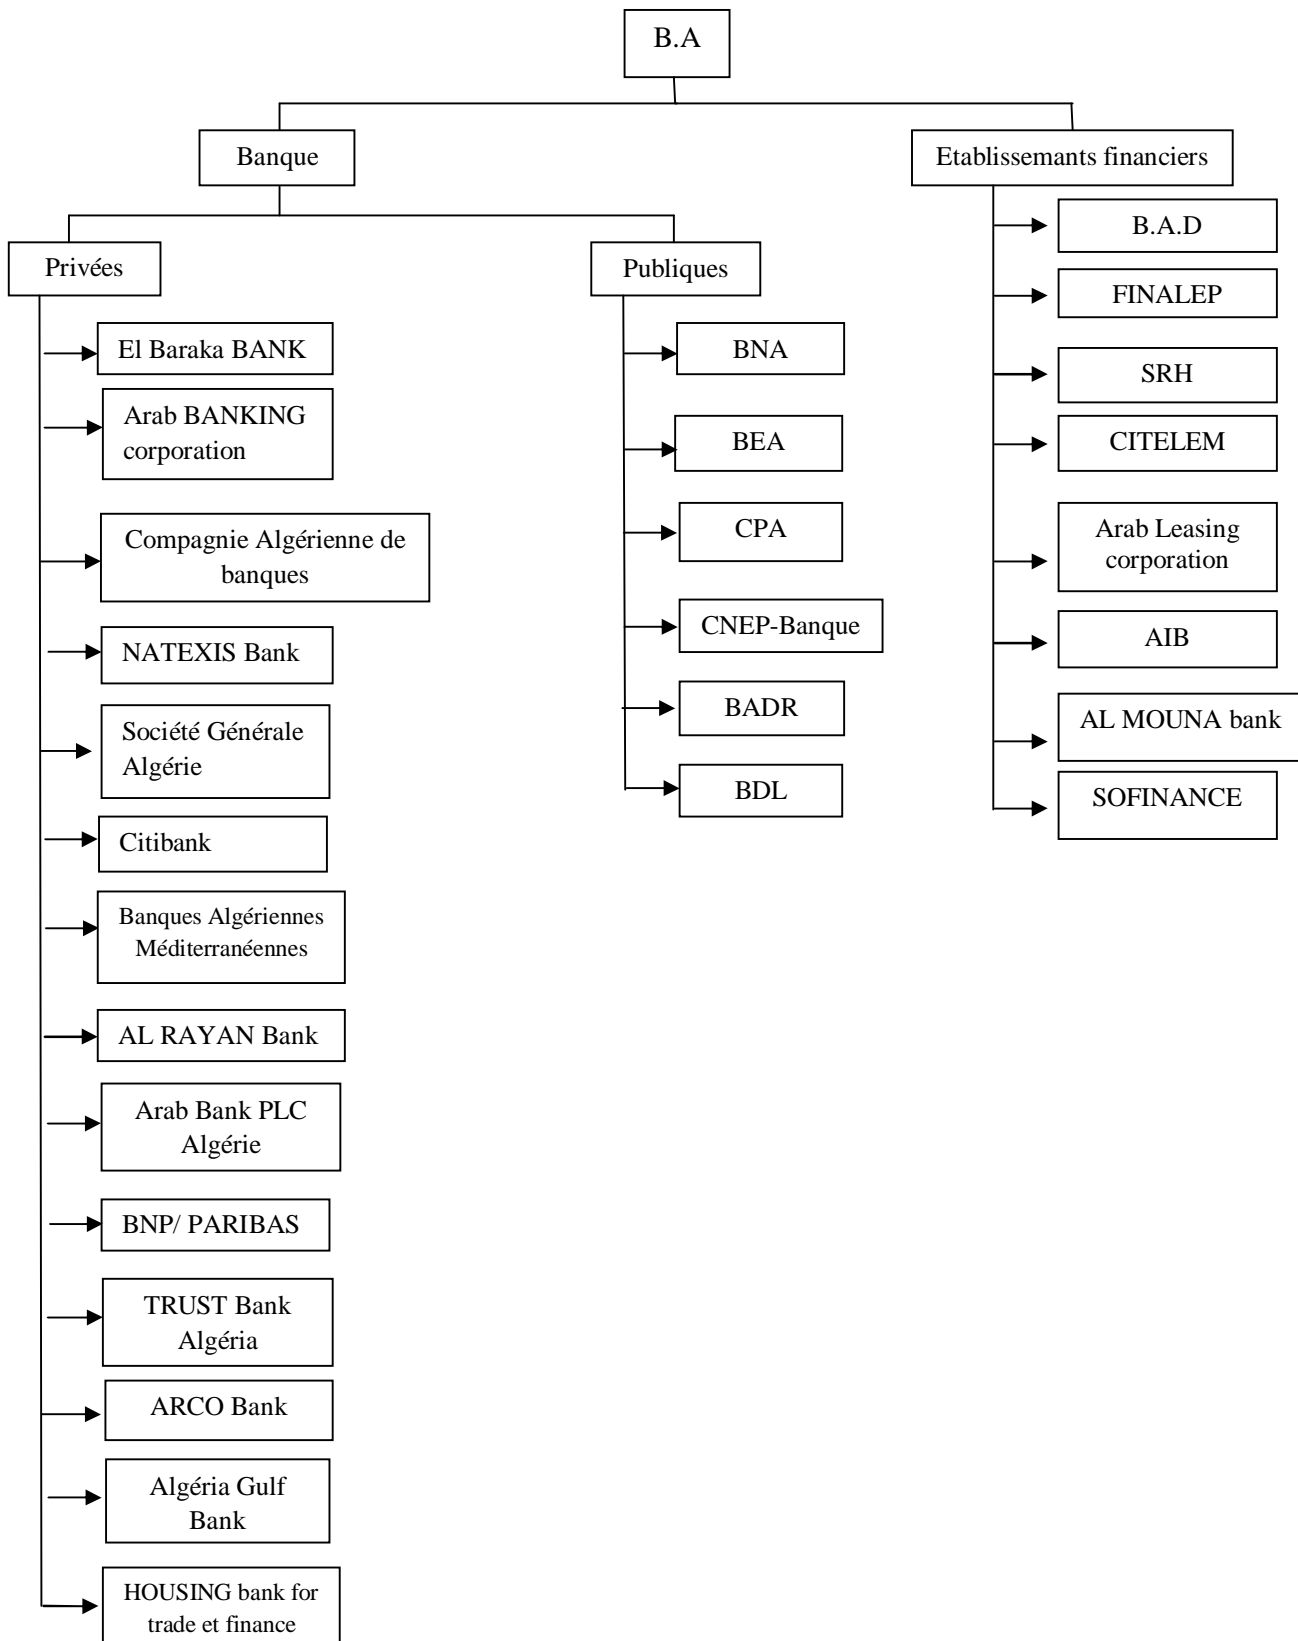 B.A
Banque
Etablissements financiers
Privées
Publiques
El Baraka BANK
Arab BANKING
corporation
Compagnie Algérienne de
banques
NATEXIS Bank
Société Générale
Algérie
Citibank
Banques Algériennes
Méditerranéennes
AL RAYAN Bank
Arab Bank PLC
Algérie
BNP/ PARIBAS
TRUST Bank
Algéria
ARCO Bank
Algéria Gulf
Bank
HOUSING bank for
trade et finance
BNA
BEA
CPA
CNEP-Banque
BADR
BDL
B.A.D
FINALEP
SRH
CITELEM
Arab Leasing
corporation
AIB
AL MOUNA bank
SOFINANCE